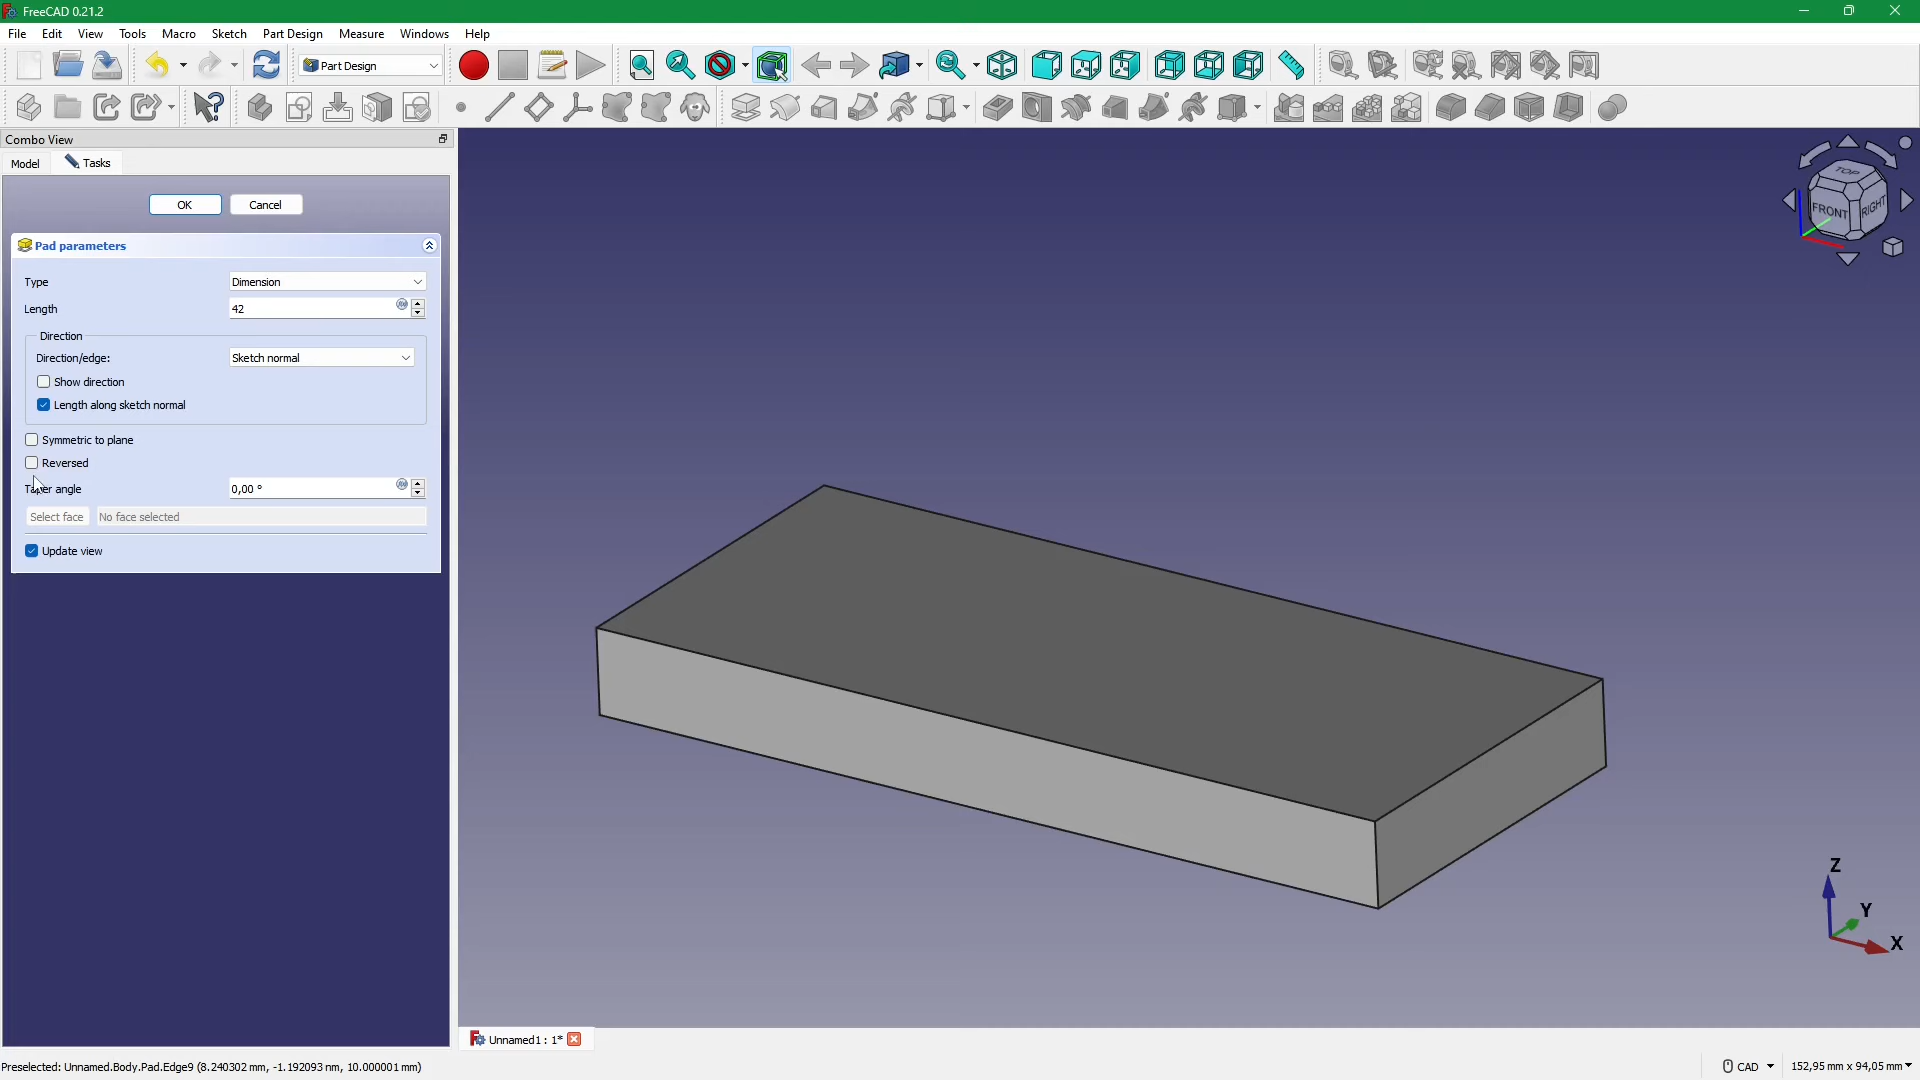 FreeCAD 0.21.2
File Edit View Tools Macro Sketch Part Design Measure Windows Help
Part Design
Combo View
Model Tasks
OK Cancel
Pad parameters
Type Dimension
Length 42
Direction
Direction/edge: Sketch normal
Show direction
Length along sketch normal
Symmetric to plane
Reversed
Taper angle 0,00 °
Select face No face selected
Update view
TOP
FRONT RIGHT
Z
Y
X
Unnamed1 : 1*
Preselected: Unnamed.Body.Pad.Edge9 (8.240302 mm, -1.192093 nm, 10.000001 mm)
CAD 152,95 mm x 94,05 mm